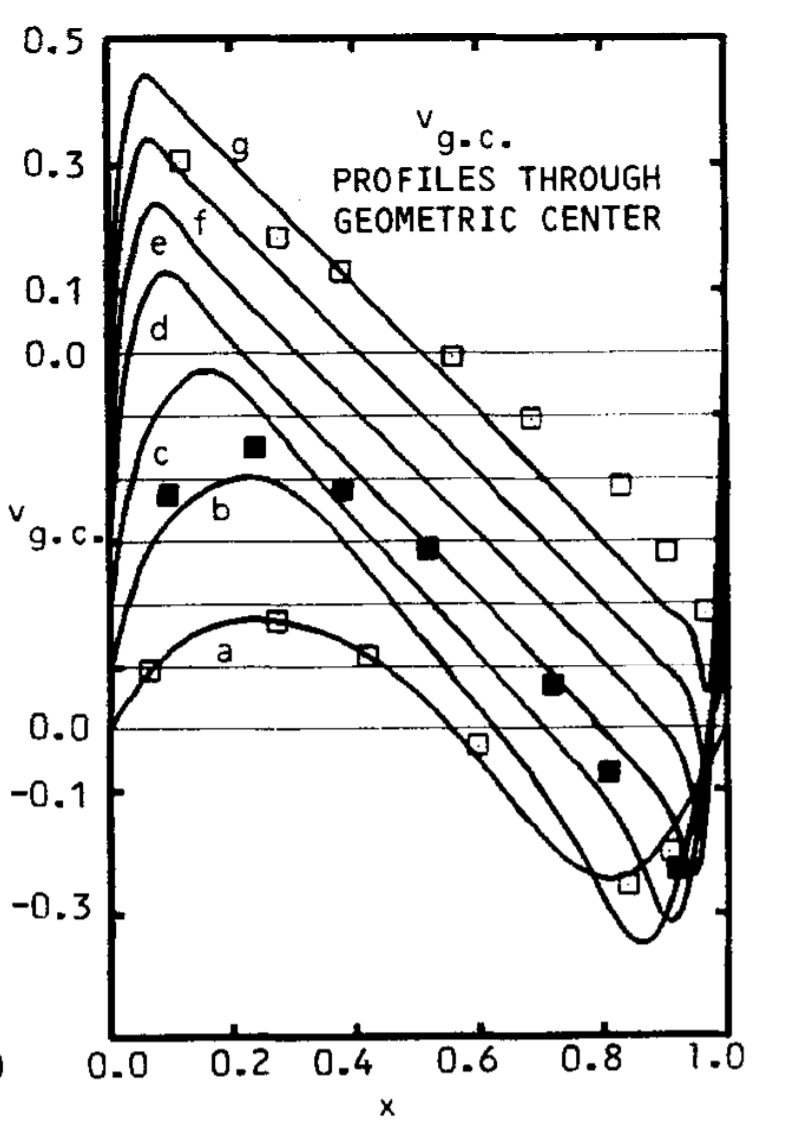 0.5
v
g.c.
PROFILES THROUGH
GEOMETRIC CENTER
g
0.3
f
e
0.1
d
0.0
c
b
v
g.c.
a
0.0
-0.1
-0.3
0.0 0.2 0.4 0.6 0.8 1.0
x